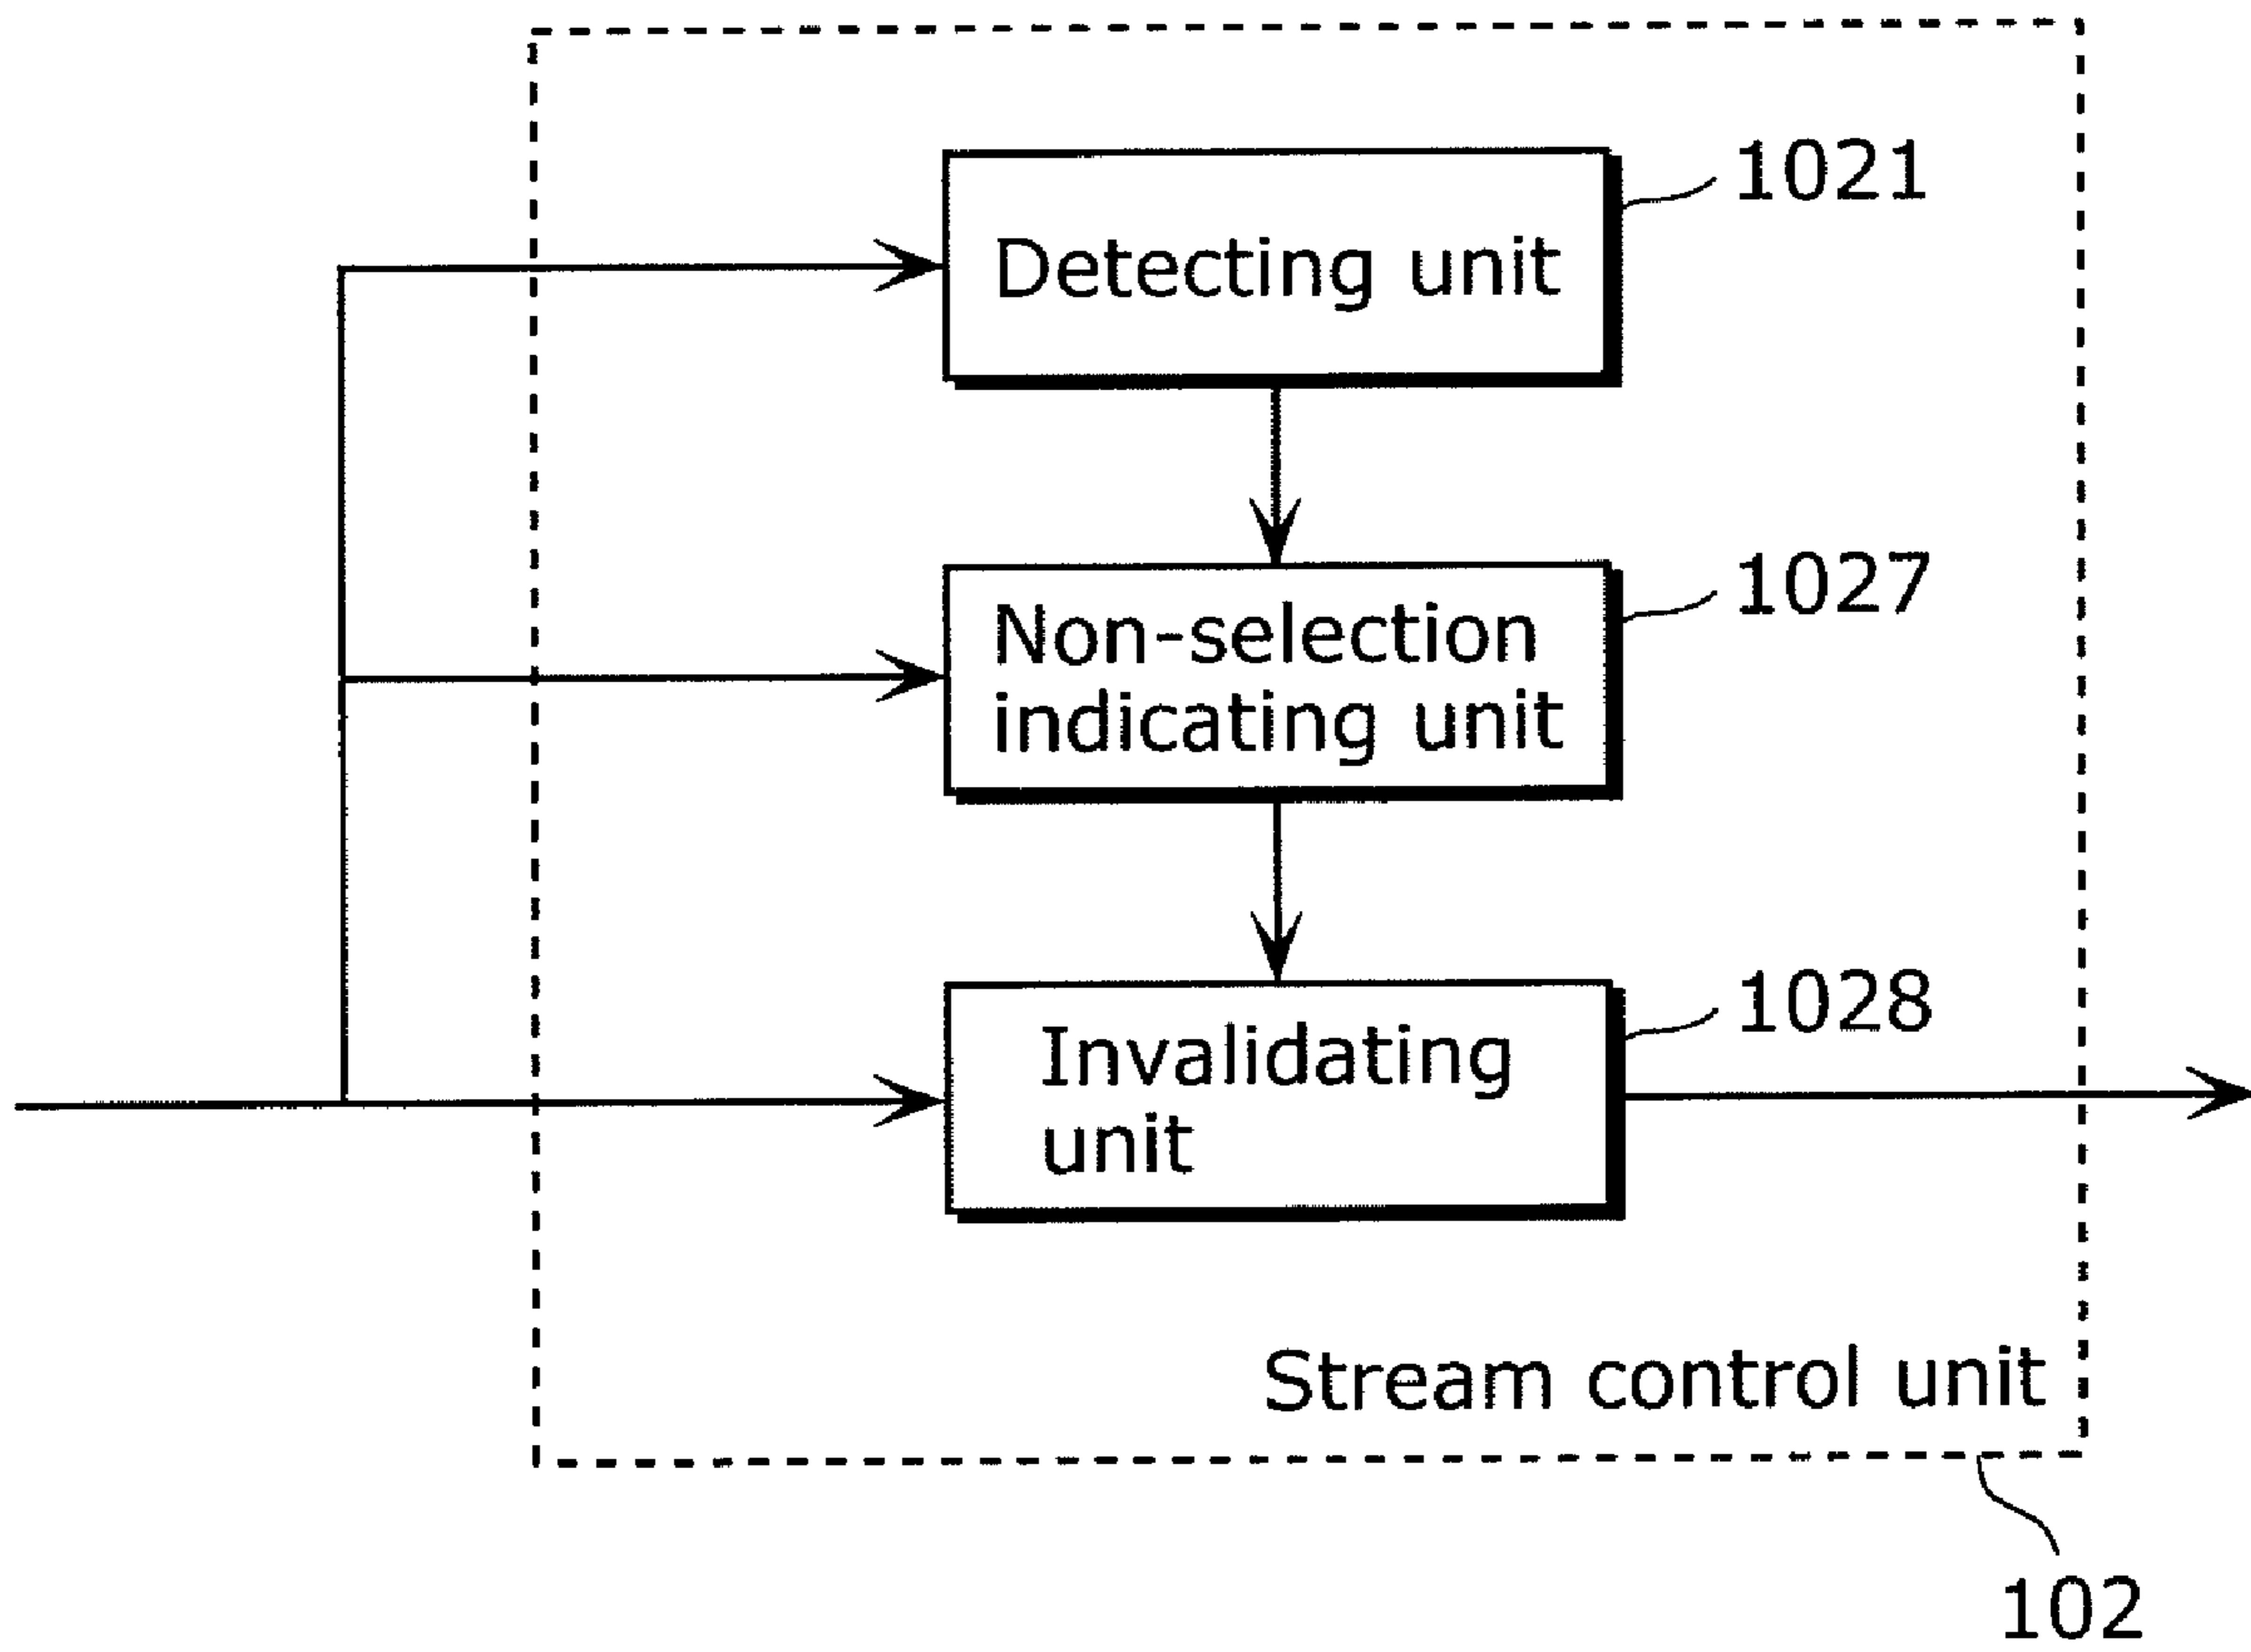 1021
Detecting unit
1027
Non-selection
indicating unit
1028
Invalidating
unit
Stream control unit
102